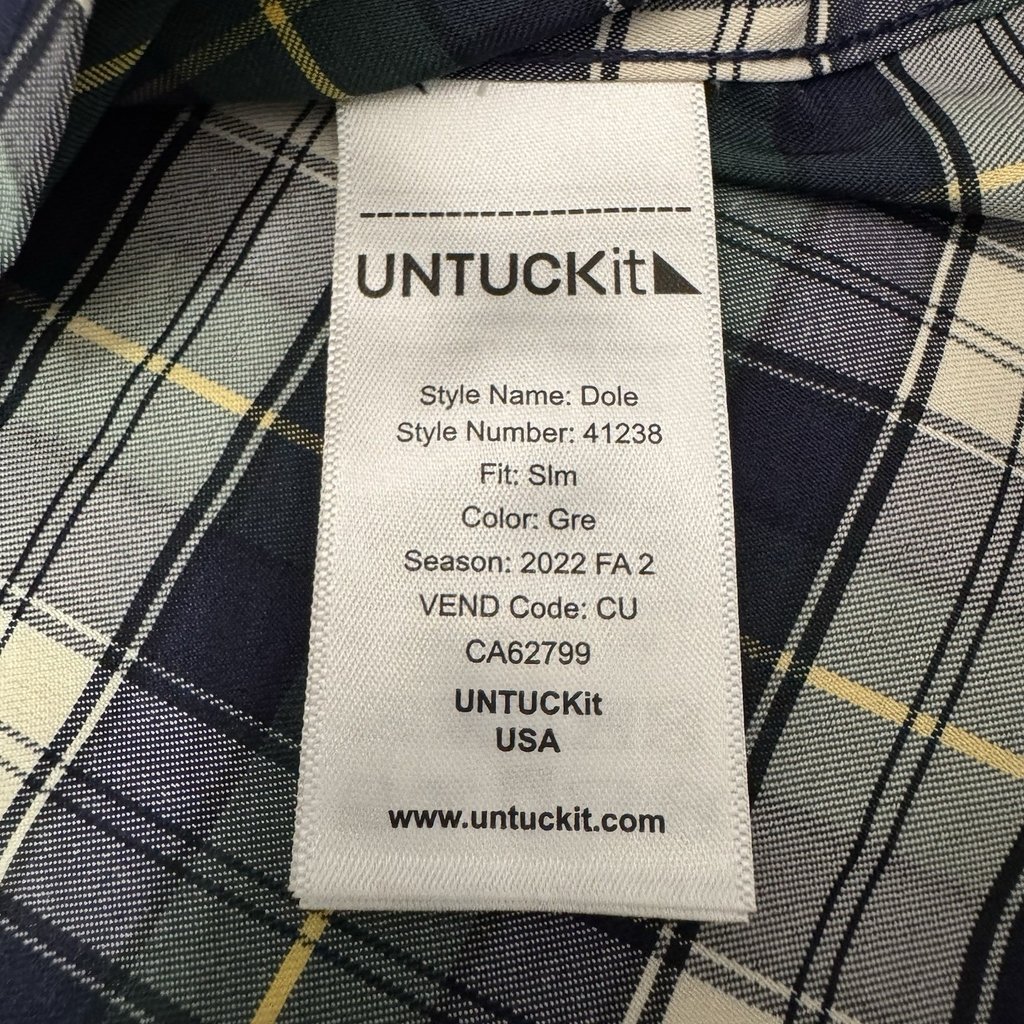 UNTUCKit
Style Name: Dole
Style Number: 41238
Fit: Slm
Color: Gre
Season: 2022 FA 2
VEND Code: CU
CA62799
UNTUCKit
USA
www.untuckit.com